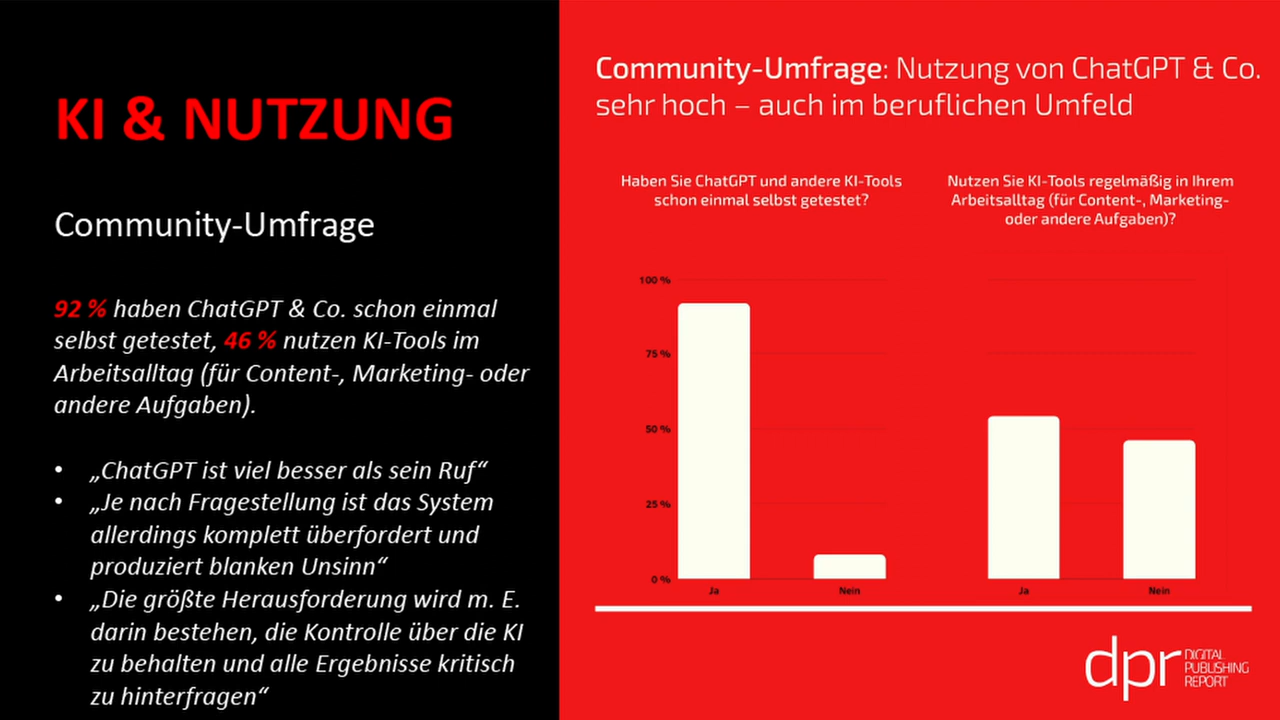 KI & NUTZUNG
Community-Umfrage
92 % haben ChatGPT & Co. schon einmal
selbst getestet, 46 % nutzen KI-Tools im
Arbeitsalltag (für Content-, Marketing- oder
andere Aufgaben).
• „ChatGPT ist viel besser als sein Ruf“
• „Je nach Fragestellung ist das System
allerdings komplett überfordert und
produziert blanken Unsinn“
• „Die größte Herausforderung wird m. E.
darin bestehen, die Kontrolle über die KI
zu behalten und alle Ergebnisse kritisch
zu hinterfragen“
Community-Umfrage: Nutzung von ChatGPT & Co.
sehr hoch – auch im beruflichen Umfeld
Haben Sie ChatGPT und andere KI-Tools
schon einmal selbst getestet?
100 %
75 %
50 %
25 %
0 %
Ja Nein
Nutzen Sie KI-Tools regelmäßig in Ihrem
Arbeitsalltag (für Content-, Marketing-
oder andere Aufgaben)?
Ja Nein
dpr
DIGITAL
PUBLISHING
REPORT